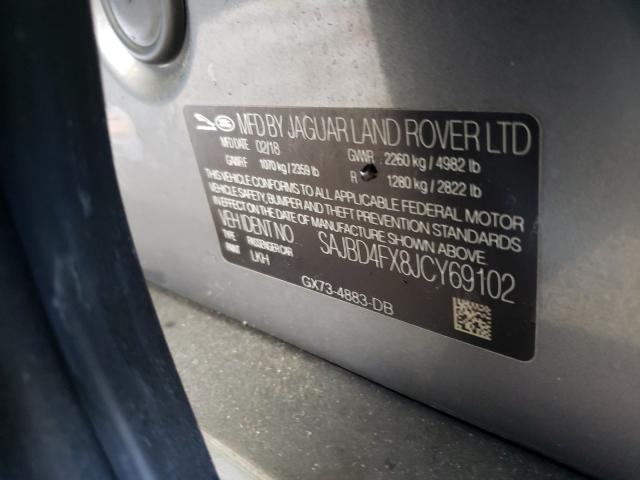 MFD BY JAGUAR LAND ROVER LTD
MFD DATE 02/18 GVWR 2260 kg / 4982 lb
GAWR F 1070 kg / 2359 lb R 1280 kg / 2822 lb
THIS VEHICLE CONFORMS TO ALL APPLICABLE FEDERAL MOTOR
VEHICLE SAFETY, BUMPER AND THEFT PREVENTION STANDARDS
IN EFFECT ON THE DATE OF MANUFACTURE SHOWN ABOVE
VEH IDENT NO SAJBD4FX8JCY69102
TYPE PASSENGER CAR
PAINT LKH
GX73-4883-DB